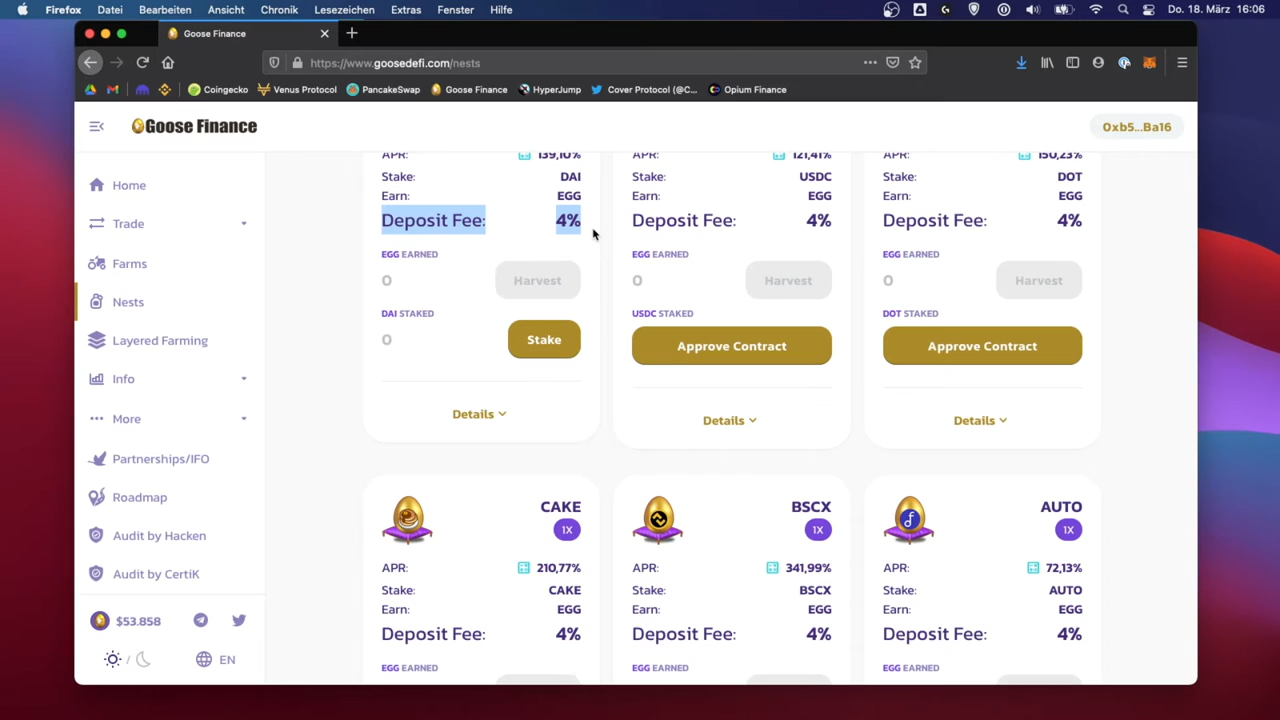 Firefox Datei Bearbeiten Ansicht Chronik Lesezeichen Extras Fenster Hilfe Do. 18. März 16:06
Goose Finance
https://www.goosedefi.com/nests
Coingecko Venus Protocol PancakeSwap Goose Finance HyperJump Cover Protocol (@C... Opium Finance
Goose Finance 0xb5...Ba16
Home
Trade
Farms
Nests
Layered Farming
Info
More
Partnerships/IFO
Roadmap
Audit by Hacken
Audit by CertiK
$53.858
/ EN
APR: 139,10%
Stake: DAI
Earn: EGG
Deposit Fee: 4%
EGG EARNED
0 Harvest
DAI STAKED
0 Stake
Details
APR: 121,41%
Stake: USDC
Earn: EGG
Deposit Fee: 4%
EGG EARNED
0 Harvest
USDC STAKED
Approve Contract
Details
APR: 150,23%
Stake: DOT
Earn: EGG
Deposit Fee: 4%
EGG EARNED
0 Harvest
DOT STAKED
Approve Contract
Details
CAKE
1X
APR: 210,77%
Stake: CAKE
Earn: EGG
Deposit Fee: 4%
EGG EARNED
BSCX
1X
APR: 341,99%
Stake: BSCX
Earn: EGG
Deposit Fee: 4%
EGG EARNED
AUTO
1X
APR: 72,13%
Stake: AUTO
Earn: EGG
Deposit Fee: 4%
EGG EARNED